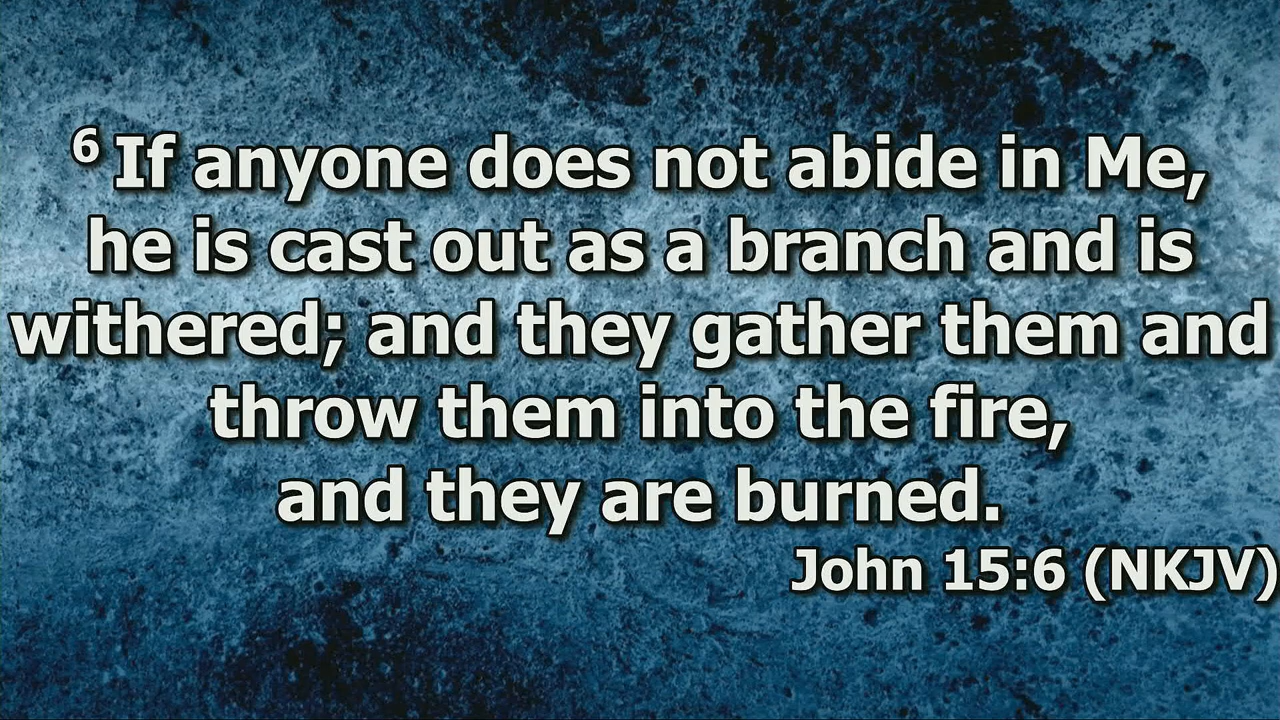 6 If anyone does not abide in Me,
he is cast out as a branch and is
withered; and they gather them and
throw them into the fire,
and they are burned.
John 15:6 (NKJV)